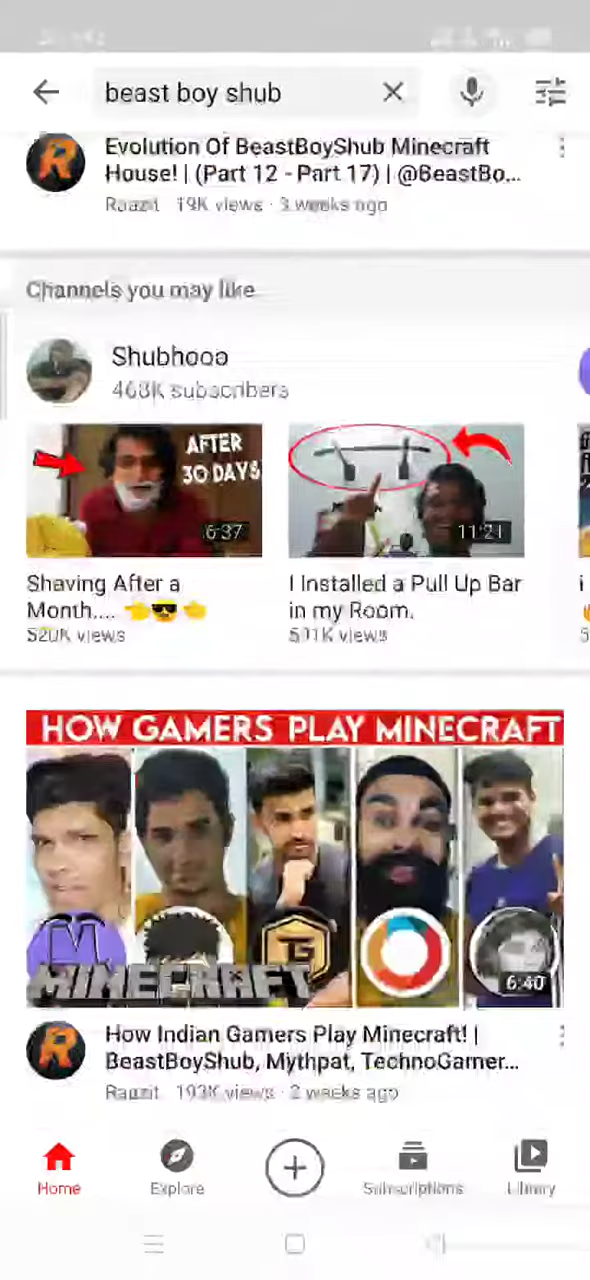 beast boy shub
Evolution Of BeastBoyShub Minecraft
House! | (Part 12 - Part 17) | @BeastBo...
Raazit 19K views · 3 weeks ago
Channels you may like
Shubhooo
468K subscribers
AFTER
30 DAYS
6:37
11:21
Shaving After a
Month.... 👈😎👈
520K views
I Installed a Pull Up Bar
in my Room.
i
HOW GAMERS PLAY MINECRAFT
MINECRAFT
6:40
How Indian Gamers Play Minecraft! |
BeastBoyShub, Mythpat, TechnoGamer...
Raazit 193K views · 2 weeks ago
Home
Explore
Subscriptions
Library